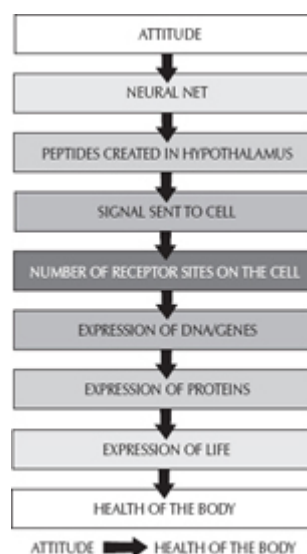 ATTITUDE
NEURAL NET
PEPTIDES CREATED IN HYPOTHALAMUS
SIGNAL SENT TO CELL
NUMBER OF RECEPTOR SITES ON THE CELL
EXPRESSION OF DNA/GENES
EXPRESSION OF PROTEINS
EXPRESSION OF LIFE
HEALTH OF THE BODY
ATTITUDE HEALTH OF THE BODY